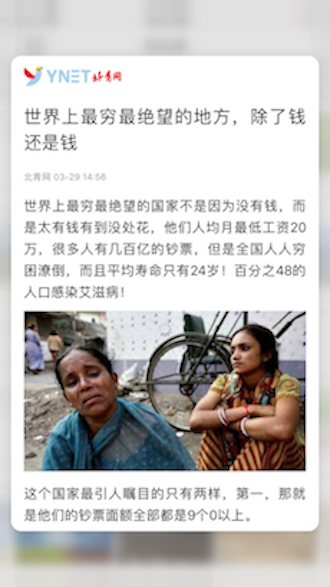 YNET 北青网
世界上最穷最绝望的地方，除了钱
还是钱
北青网 03-29 14:56
世界上最穷最绝望的国家不是因为没有钱，而
是太有钱有到没处花，他们人均月最低工资20
万，很多人有几百亿的钞票，但是全国人人穷
困潦倒，而且平均寿命只有24岁！百分之48的
人口感染艾滋病！
这个国家最引人瞩目的只有两样，第一，那就
是他们的钞票面额全部都是9个0以上。